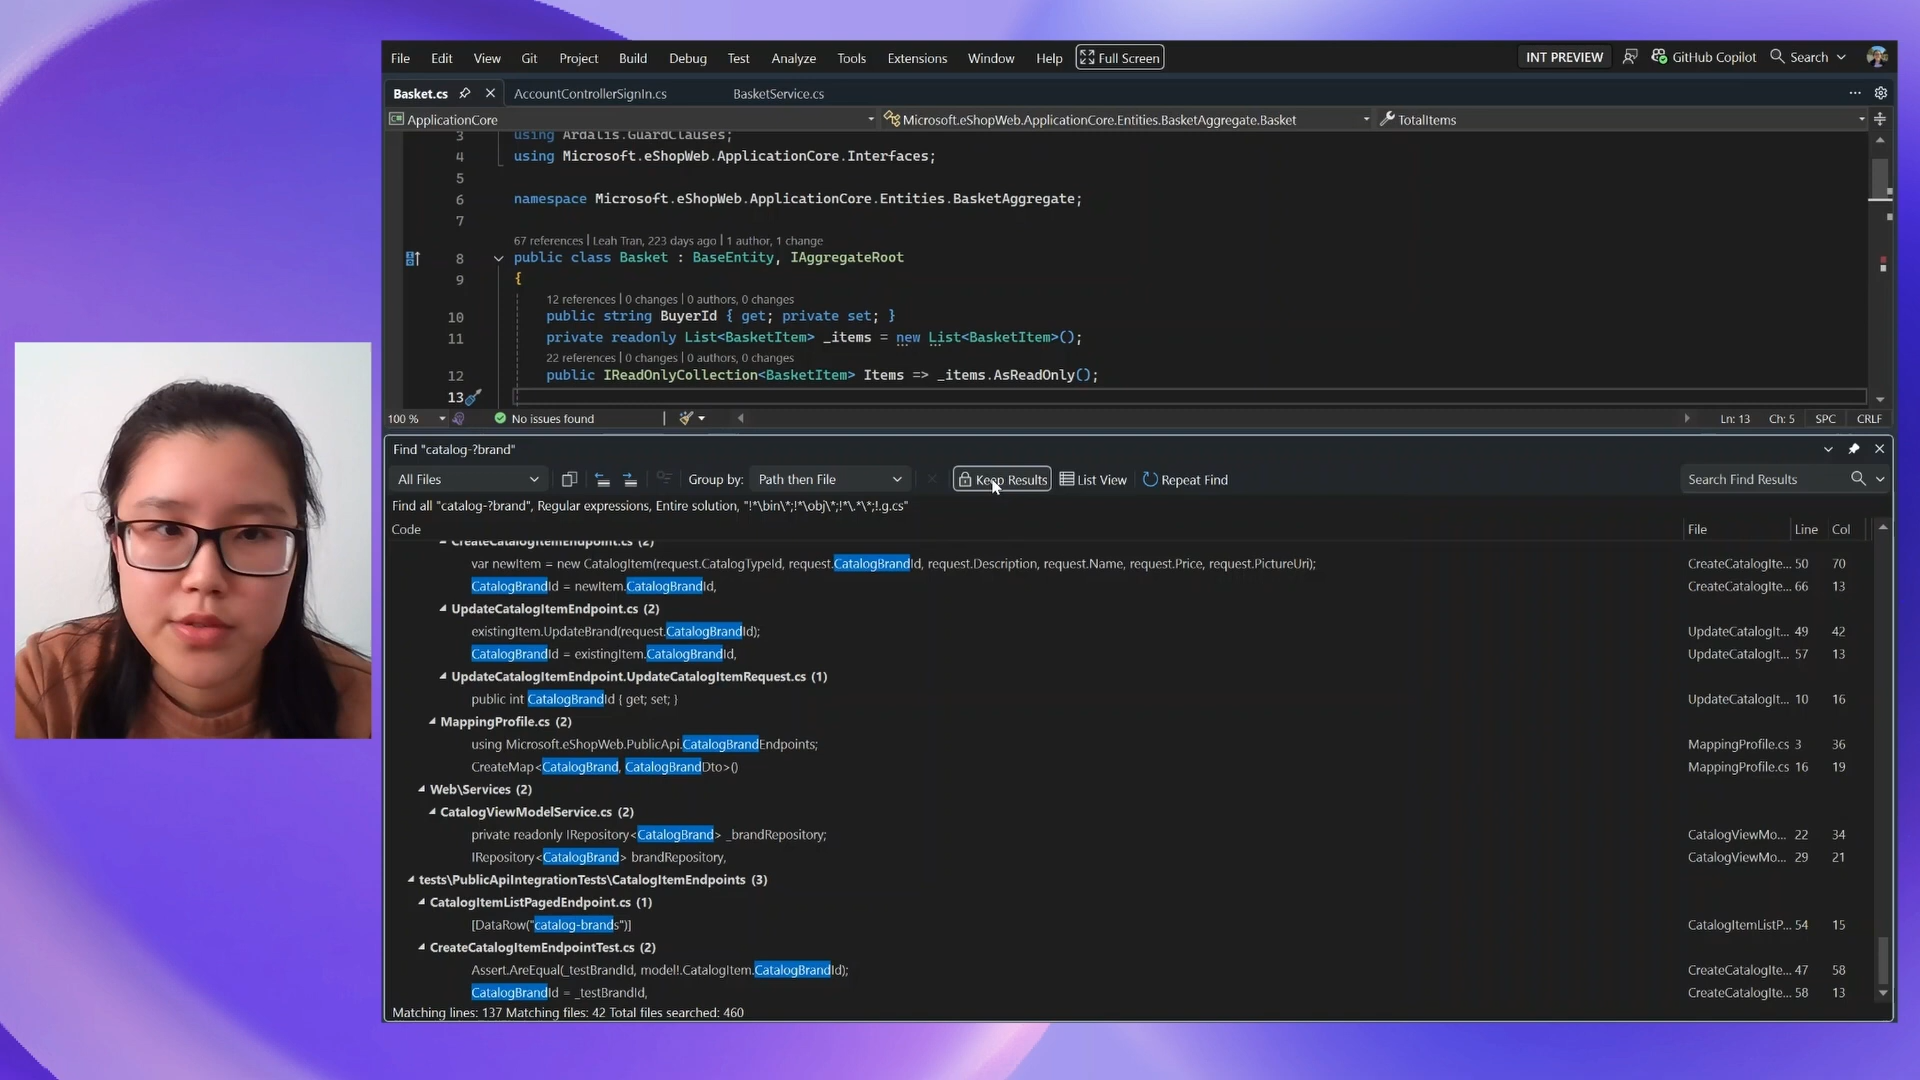 File Edit View Git Project Build Debug Test Analyze Tools Extensions Window Help Full Screen INT PREVIEW GitHub Copilot Search
Basket.cs AccountControllerSignIn.cs BasketService.cs
ApplicationCore Microsoft.eShopWeb.ApplicationCore.Entities.BasketAggregate.Basket TotalItems
3 using Ardalis.GuardClauses;
4 using Microsoft.eShopWeb.ApplicationCore.Interfaces;
5
6 namespace Microsoft.eShopWeb.ApplicationCore.Entities.BasketAggregate;
7
67 references | Leah Tran, 223 days ago | 1 author, 1 change
8 public class Basket : BaseEntity, IAggregateRoot
9 {
12 references | 0 changes | 0 authors, 0 changes
10 public string BuyerId { get; private set; }
11 private readonly List<BasketItem> _items = new List<BasketItem>();
22 references | 0 changes | 0 authors, 0 changes
12 public IReadOnlyCollection<BasketItem> Items => _items.AsReadOnly();
13
100 % No issues found Ln: 13 Ch: 5 SPC CRLF
Find "catalog-?brand"
All Files Group by: Path then File Keep Results List View Repeat Find Search Find Results
Find all "catalog-?brand", Regular expressions, Entire solution, "!*\bin\*;!*\obj\*;!*\.*\*;!.g.cs"
Code File Line Col
CreateCatalogItemEndpoint.cs (2)
var newItem = new CatalogItem(request.CatalogTypeId, request.CatalogBrandId, request.Description, request.Name, request.Price, request.PictureUri); CreateCatalogIte... 50 70
CatalogBrandId = newItem.CatalogBrandId, CreateCatalogIte... 66 13
UpdateCatalogItemEndpoint.cs (2)
existingItem.UpdateBrand(request.CatalogBrandId); UpdateCatalogIt... 49 42
CatalogBrandId = existingItem.CatalogBrandId, UpdateCatalogIt... 57 13
UpdateCatalogItemEndpoint.UpdateCatalogItemRequest.cs (1)
public int CatalogBrandId { get; set; } UpdateCatalogIt... 10 16
MappingProfile.cs (2)
using Microsoft.eShopWeb.PublicApi.CatalogBrandEndpoints; MappingProfile.cs 3 36
CreateMap<CatalogBrand, CatalogBrandDto>() MappingProfile.cs 16 19
Web\Services (2)
CatalogViewModelService.cs (2)
private readonly IRepository<CatalogBrand> _brandRepository; CatalogViewMo... 22 34
IRepository<CatalogBrand> brandRepository, CatalogViewMo... 29 21
tests\PublicApiIntegrationTests\CatalogItemEndpoints (3)
CatalogItemListPagedEndpoint.cs (1)
[DataRow("catalog-brands")] CatalogItemListP... 54 15
CreateCatalogItemEndpointTest.cs (2)
Assert.AreEqual(_testBrandId, model!.CatalogItem.CatalogBrandId); CreateCatalogIte... 47 58
CatalogBrandId = _testBrandId, CreateCatalogIte... 58 13
Matching lines: 137 Matching files: 42 Total files searched: 460